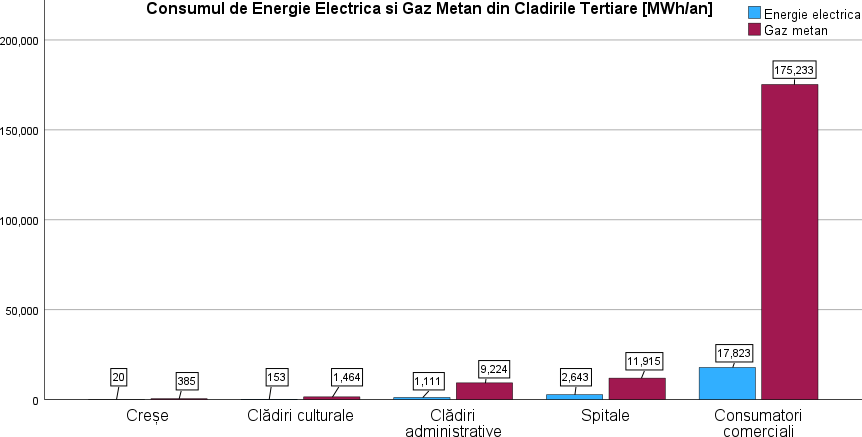 Consumul de Energie Electrica si Gaz Metan din Cladirile Tertiare [MWh/an]
Energie electrica
Gaz metan
200,000
150,000
100,000
50,000
0
20
385
153
1,464
1,111
9,224
2,643
11,915
17,823
175,233
Creșe
Clădiri culturale
Clădiri
administrative
Spitale
Consumatori
comerciali